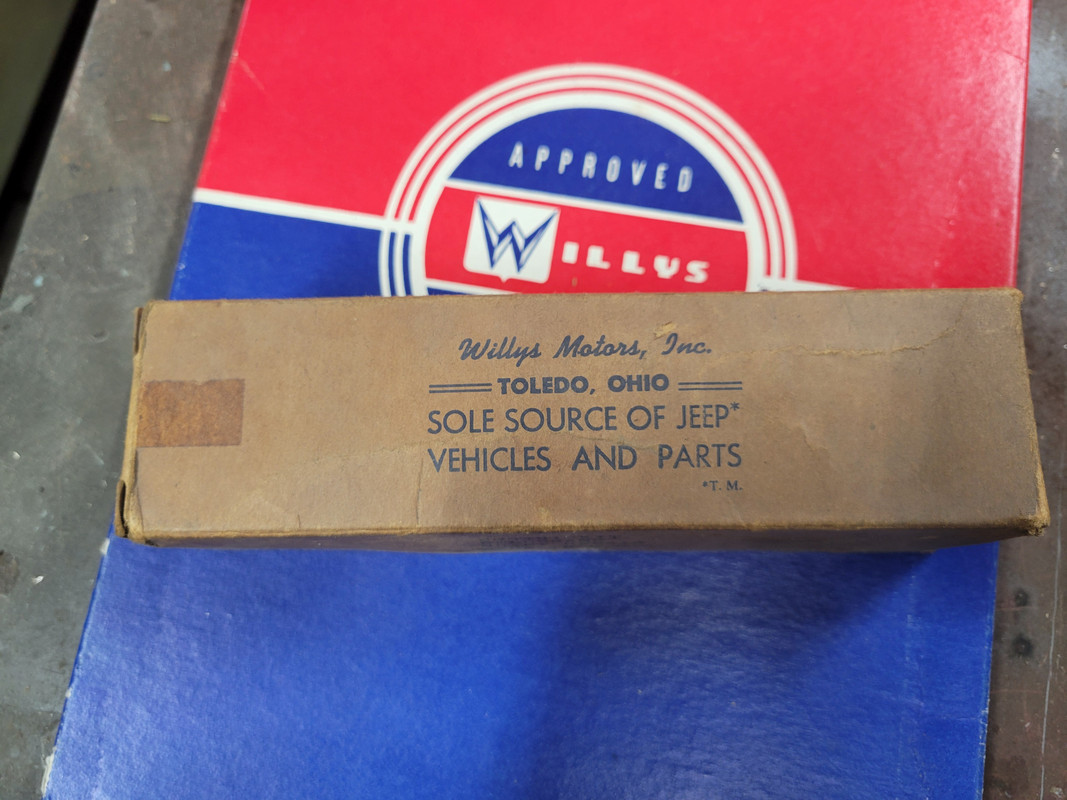 APPROVED
WILLYS
Willys Motors, Inc.
TOLEDO, OHIO
SOLE SOURCE OF JEEP*
VEHICLES AND PARTS
*T. M.